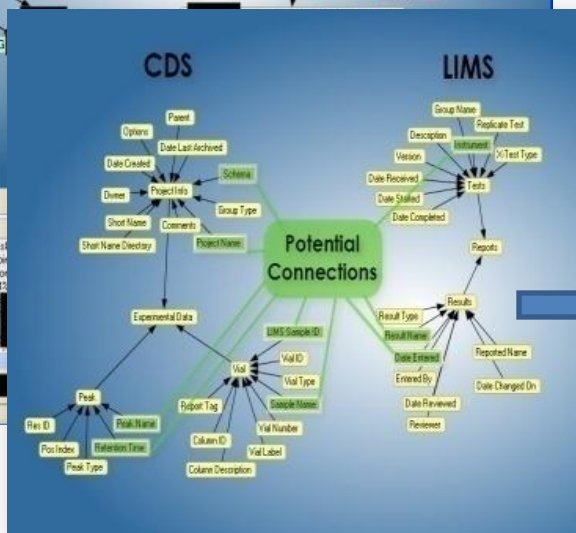 CDS
LIMS
Group Name
Parent
Replicate Test
Options
Description
Instrument
Date Last Archived
Version
X-Test Type
Date Created
Schema
Date Received
Project Info
Tests
Owner
Date Started
Group Type
Date Completed
Short Name
Comments
Short Name Directory
Project Name
Potential
Connections
Reports
Results
Result Type
Experimental Data
LIMS Sample ID
Result Name
Vial ID
Date Entered
Reported Name
Vial
Vial Type
Entered By
Date Changed On
Peak
Report Tag
Sample Name
Date Reviewed
Res ID
Peak Name
Vial Number
Reviewer
Column ID
Pos Index
Retention Time
Vial Label
Peak Type
Column Description